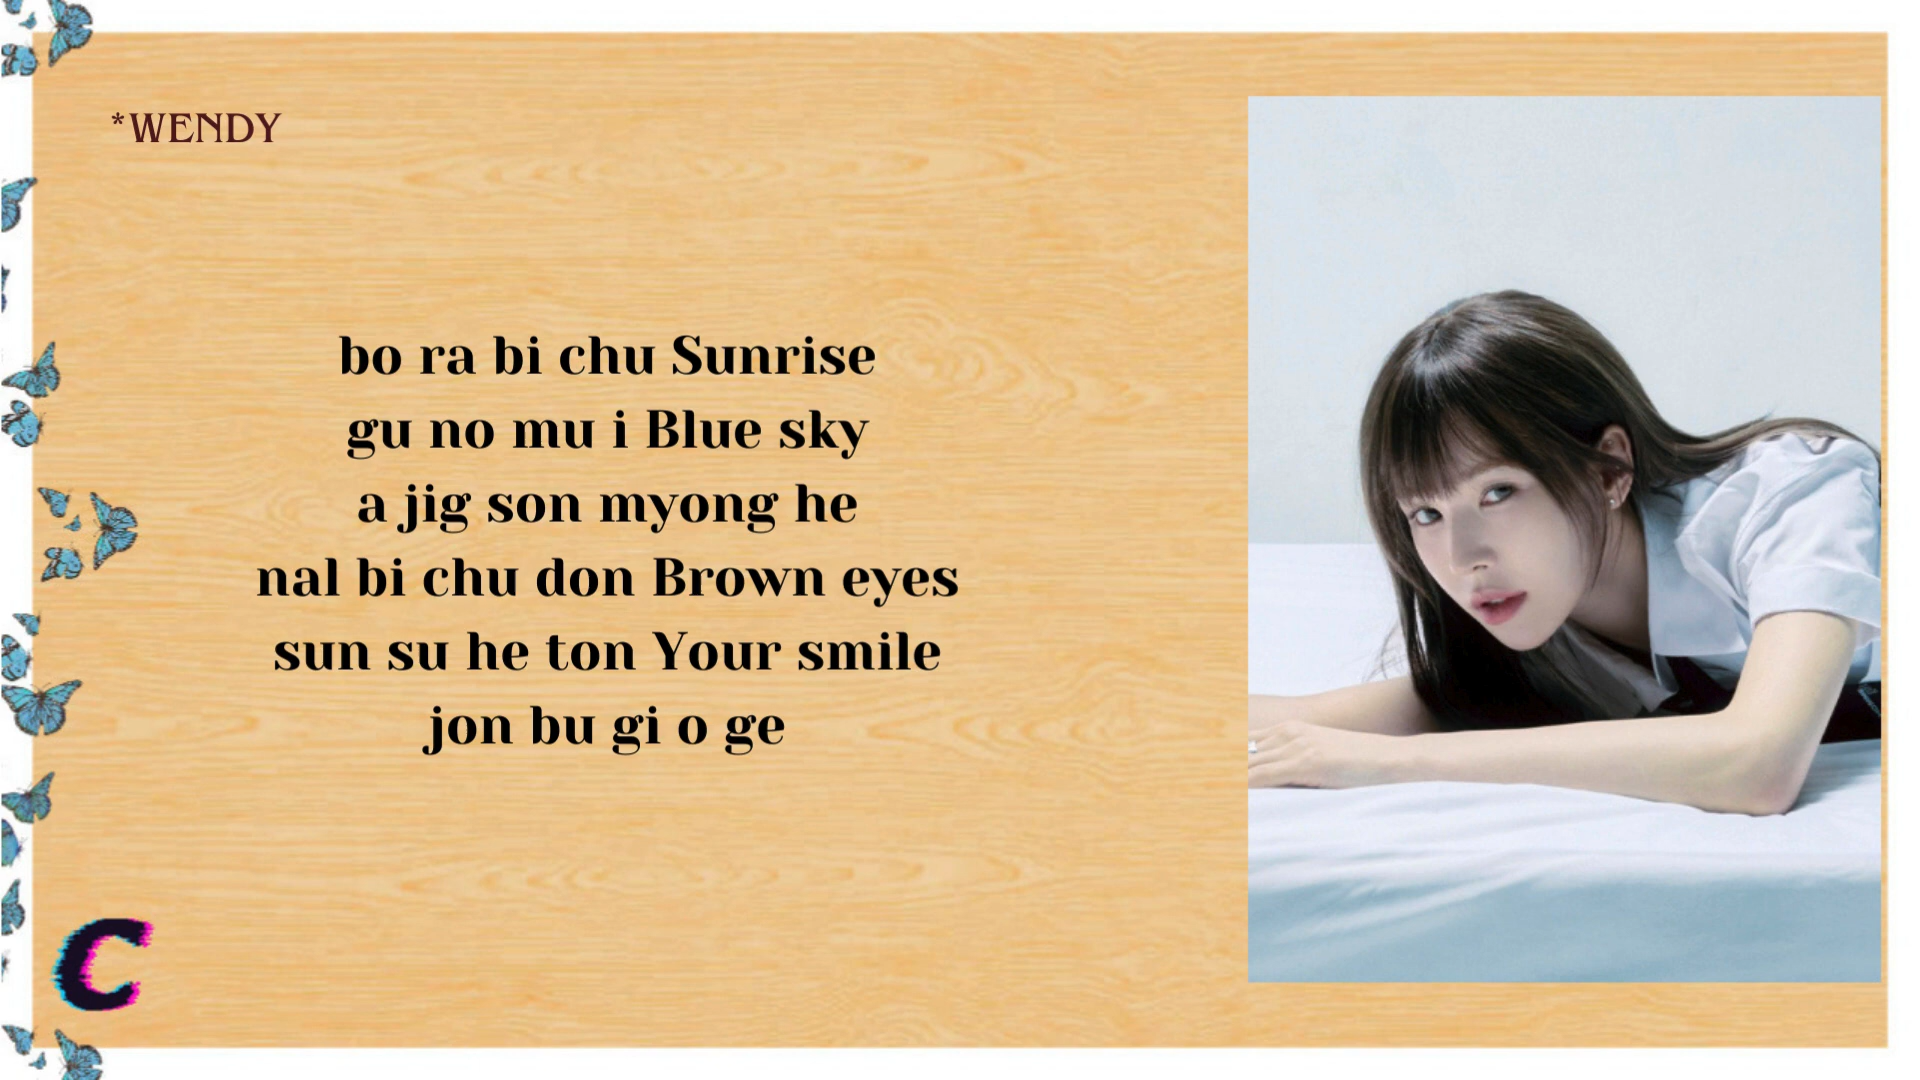 *WENDY
bo ra bi chu Sunrise
gu no mu i Blue sky
a jig son myong he
nal bi chu don Brown eyes
sun su he ton Your smile
jon bu gi o ge
C